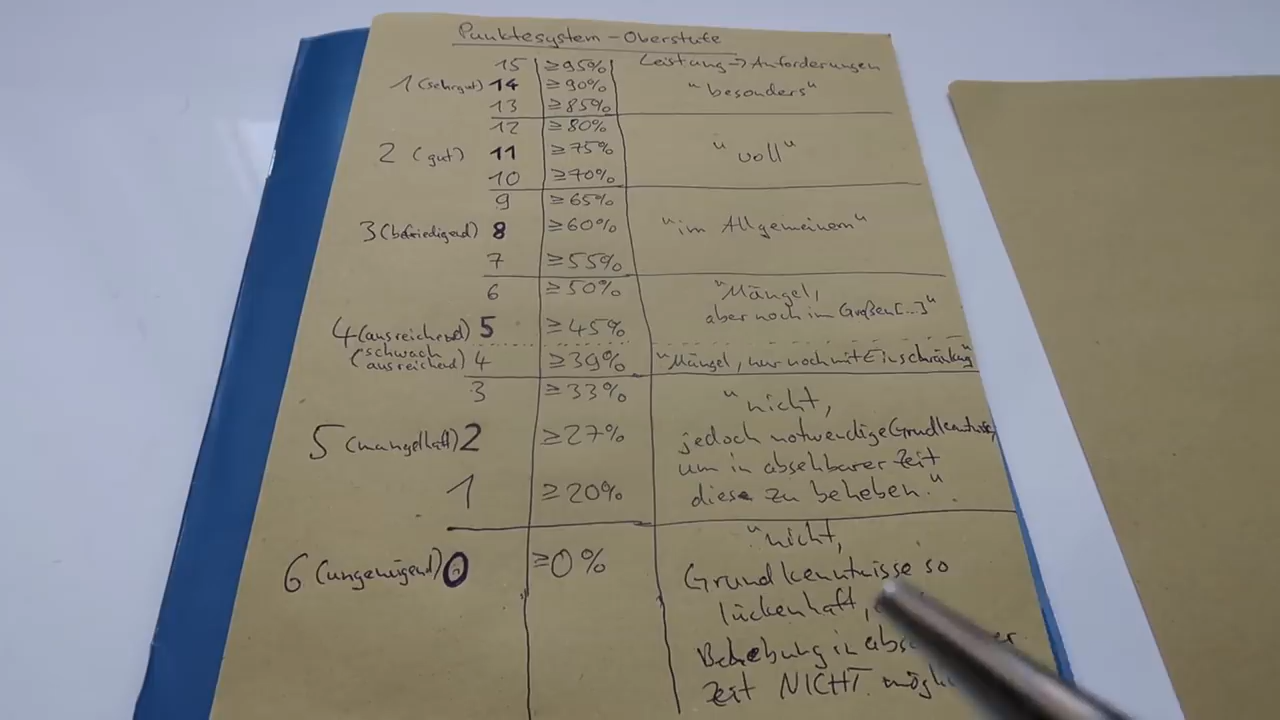 Punktesystem - Oberstufe
Leistung → Anforderungen
15 ≥95%
1 (sehr gut) 14 ≥90% "besonders"
13 ≥85%
12 ≥80%
2 (gut) 11 ≥75% "voll"
10 ≥70%
9 ≥65%
3 (befriedigend) 8 ≥60% "im Allgemeinem"
7 ≥55%
6 ≥50% "Mängel,
aber noch im Großen [...]"
4 (ausreichend) 5 ≥45%
(schwach
ausreichend) 4 ≥39% "Mängel, nur noch mit Einschränkung"
3 ≥33% "nicht,
5 (mangelhaft) 2 ≥27% jedoch notwendige Grundkenntnisse,
um in absehbarer Zeit
1 ≥20% diese zu beheben."
"nicht,
6 (ungenügend) 0 ≥0% Grundkenntnisse so
lückenhaft,
Behebung in
Zeit NICHT